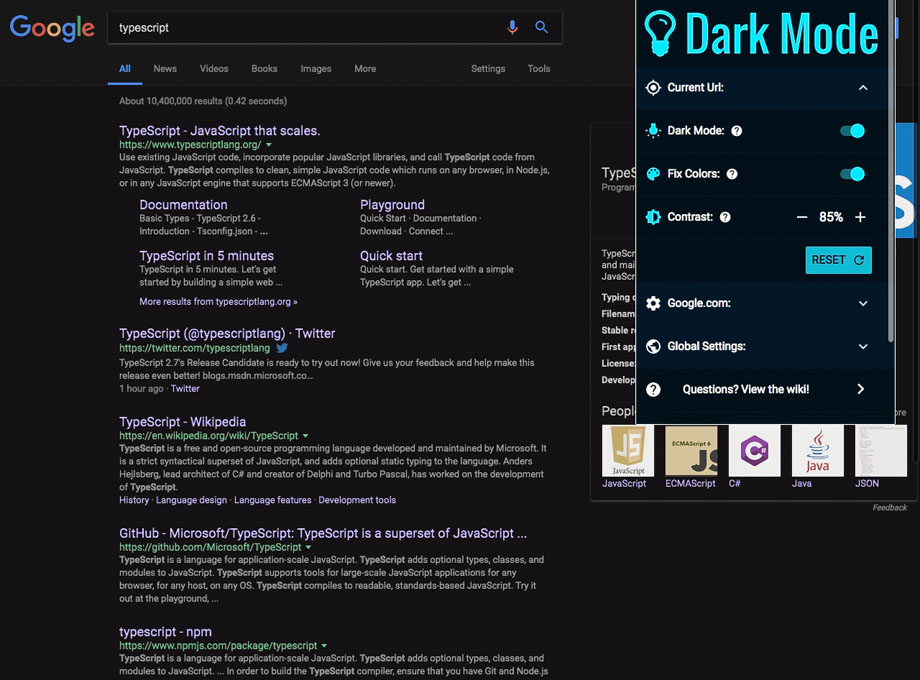 Google
typescript
All News Videos Books Images More Settings Tools
About 10,400,000 results (0.42 seconds)
TypeScript - JavaScript that scales.
https://www.typescriptlang.org/
Use existing JavaScript code, incorporate popular JavaScript libraries, and call TypeScript code from
JavaScript. TypeScript compiles to clean, simple JavaScript code which runs on any browser, in Node.js,
or in any JavaScript engine that supports ECMAScript 3 (or newer).
Documentation
Basic Types - TypeScript 2.6 -
Introduction - Tsconfig.json - ...
Playground
Quick Start · Documentation ·
Download · Connect ...
TypeScript in 5 minutes
TypeScript in 5 minutes. Let's get
started by building a simple web ...
Quick start
Quick start. Get started with a simple
TypeScript app. Let's get ...
More results from typescriptlang.org »
TypeScript (@typescriptlang) · Twitter
https://twitter.com/typescriptlang
TypeScript 2.7's Release Candidate is ready to try out now! Give us your feedback and help make this
release even better! blogs.msdn.microsoft.co...
1 hour ago · Twitter
TypeScript - Wikipedia
https://en.wikipedia.org/wiki/TypeScript
TypeScript is a free and open-source programming language developed and maintained by Microsoft. It
is a strict syntactical superset of JavaScript, and adds optional static typing to the language. Anders
Hejlsberg, lead architect of C# and creator of Delphi and Turbo Pascal, has worked on the development
of TypeScript.
History · Language design · Language features · Development tools
GitHub - Microsoft/TypeScript: TypeScript is a superset of JavaScript ...
https://github.com/Microsoft/TypeScript
TypeScript is a language for application-scale JavaScript. TypeScript adds optional types, classes, and
modules to JavaScript. TypeScript supports tools for large-scale JavaScript applications for any
browser, for any host, on any OS. TypeScript compiles to readable, standards-based JavaScript. Try it
out at the playground, ...
typescript - npm
https://www.npmjs.com/package/typescript
TypeScript is a language for application-scale JavaScript. TypeScript adds optional types, classes, and
modules to JavaScript. ... In order to build the TypeScript compiler, ensure that you have Git and Node.js
Dark Mode
Current Url:
Dark Mode: ?
Fix Colors: ?
Contrast: ? − 85% +
RESET
Google.com:
Global Settings:
? Questions? View the wiki!
S
TypeS
Program
TypeScr
and mai
JavaScr
Typing d
Filenam
Stable re
First app
License:
Develop
People
ore
JS
JavaScript
ECMAScript 6
JS
C#
Java
JavaScript ECMAScript C# Java JSON
Feedback